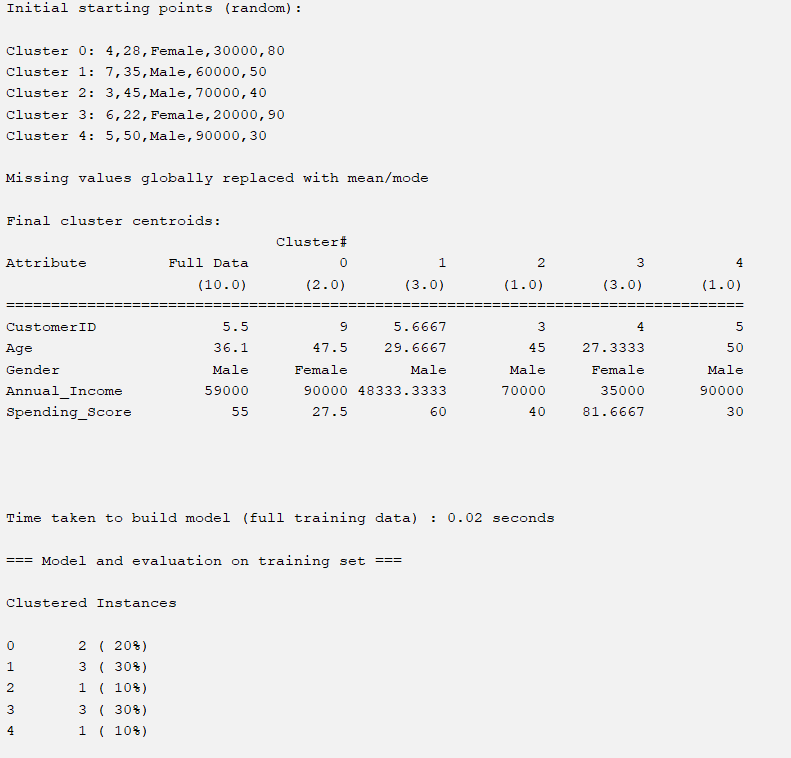 Initial starting points (random):
Cluster 0: 4,28,Female,30000,80
Cluster 1: 7,35,Male,60000,50
Cluster 2: 3,45,Male,70000,40
Cluster 3: 6,22,Female,20000,90
Cluster 4: 5,50,Male,90000,30
Missing values globally replaced with mean/mode
Final cluster centroids:
Cluster#
Attribute Full Data 0 1 2 3 4
(10.0) (2.0) (3.0) (1.0) (3.0) (1.0)
==================================================================================
CustomerID 5.5 9 5.6667 3 4 5
Age 36.1 47.5 29.6667 45 27.3333 50
Gender Male Female Male Male Female Male
Annual_Income 59000 90000 48333.3333 70000 35000 90000
Spending_Score 55 27.5 60 40 81.6667 30
Time taken to build model (full training data) : 0.02 seconds
=== Model and evaluation on training set ===
Clustered Instances
0 2 ( 20%)
1 3 ( 30%)
2 1 ( 10%)
3 3 ( 30%)
4 1 ( 10%)